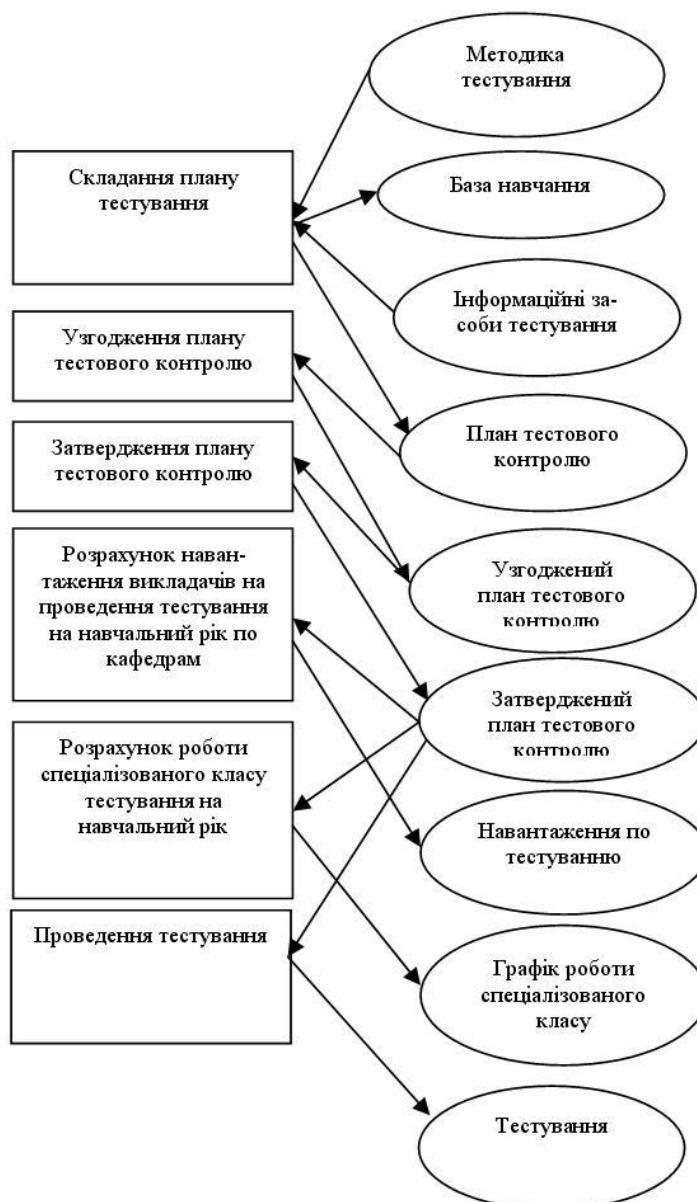 Методика
тестування
Складання плану
тестування
База навчання
Інформаційні за-
соби тестування
Узгодження плану
тестового контролю
План тестового
контролю
Затвердження плану
тестового контролю
Розрахунок наван-
таження викладачів на
проведення тестування
на навчальний рік по
кафедрам
Узгоджений
план тестового
контролю
Затверджений
план тестового
контролю
Розрахунок роботи
спеціалізованого класу
тестування на
навчальний рік
Навантаження по
тестуванню
Проведення тестування
Графік роботи
спеціалізованого
класу
Тестування